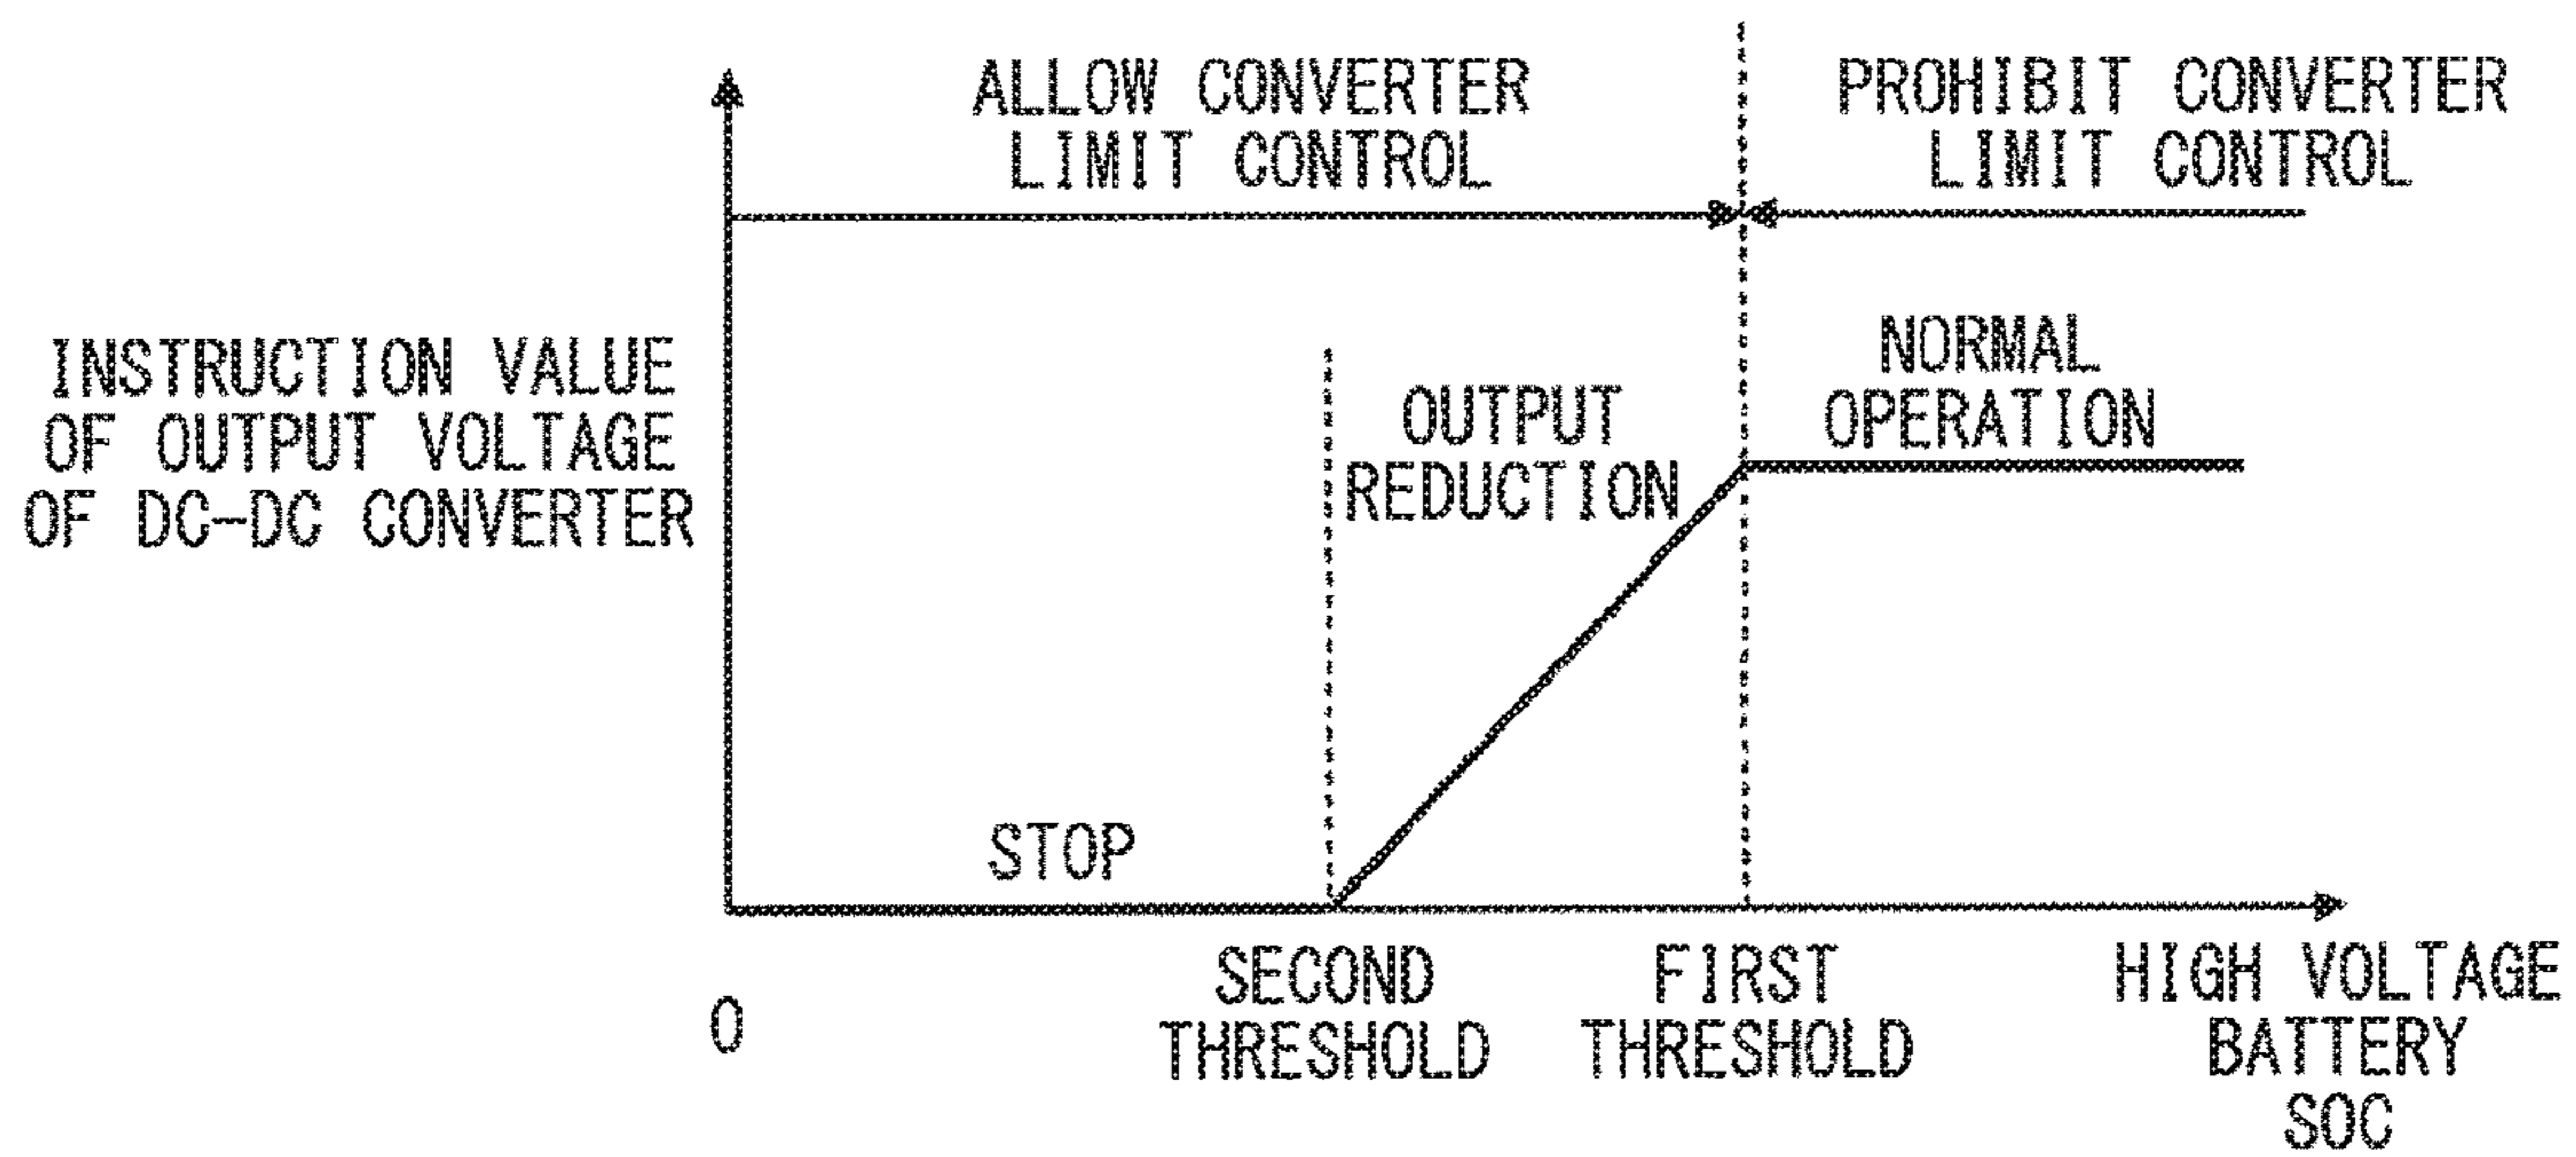 ALLOW CONVERTER
LIMIT CONTROL
PROHIBIT CONVERTER
LIMIT CONTROL
INSTRUCTION VALUE
OF OUTPUT VOLTAGE
OF DC-DC CONVERTER
OUTPUT
REDUCTION
NORMAL
OPERATION
STOP
0
SECOND
THRESHOLD
FIRST
THRESHOLD
HIGH VOLTAGE
BATTERY
SOC